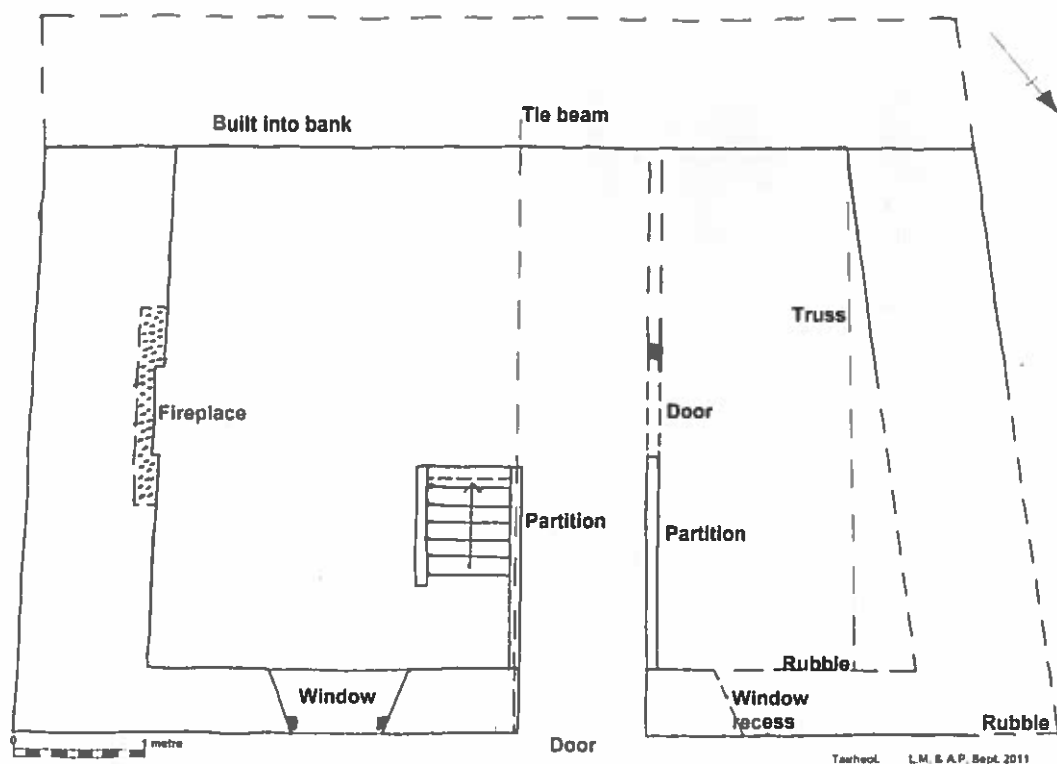 Built into bank
Tie beam
Truss
Fireplace
Door
Partition
Partition
Window
Rubble
Window
recess
Rubble
Door
0
1 metre
L.M. & A.P. Sept. 2011